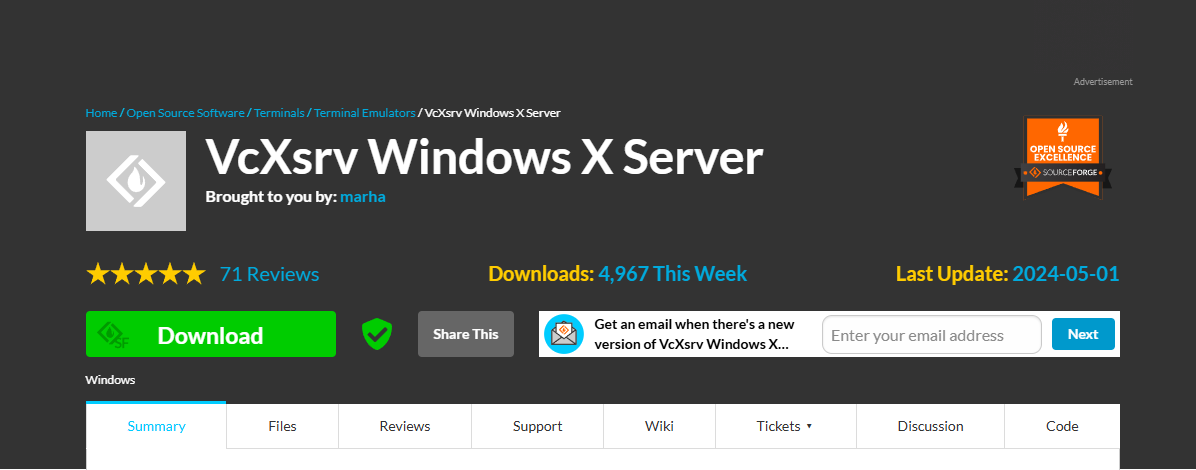 Advertisement
Home / Open Source Software / Terminals / Terminal Emulators / VcXsrv Windows X Server
VcXsrv Windows X Server
Brought to you by: marha
OPEN SOURCE
EXCELLENCE
SOURCEFORGE
71 Reviews
Downloads: 4,967 This Week
Last Update: 2024-05-01
SF
Download
Share This
Get an email when there's a new
version of VcXsrv Windows X...
Enter your email address
Next
Windows
Summary
Files
Reviews
Support
Wiki
Tickets
Discussion
Code